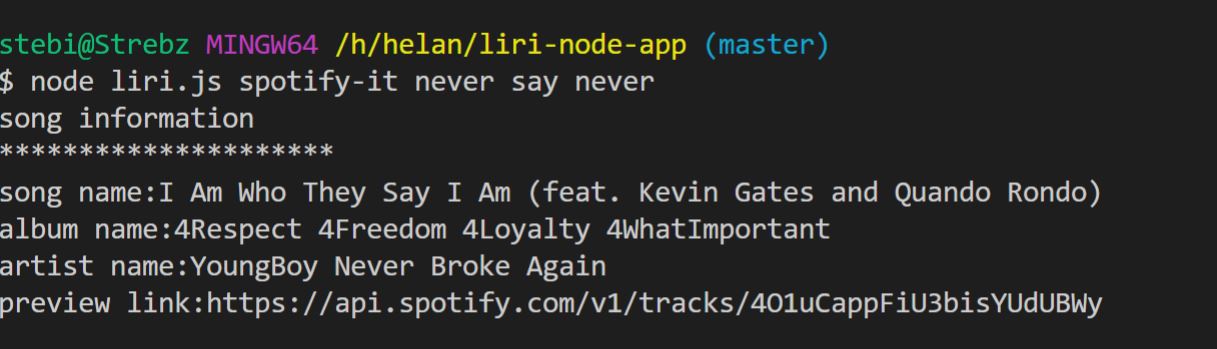 stebi@Strebz MINGW64 /h/helan/liri-node-app (master)
$ node liri.js spotify-it never say never
song information
*********************
song name:I Am Who They Say I Am (feat. Kevin Gates and Quando Rondo)
album name:4Respect 4Freedom 4Loyalty 4WhatImportant
artist name:YoungBoy Never Broke Again
preview link:https://api.spotify.com/v1/tracks/4O1uCappFiU3bisYUdUBWy